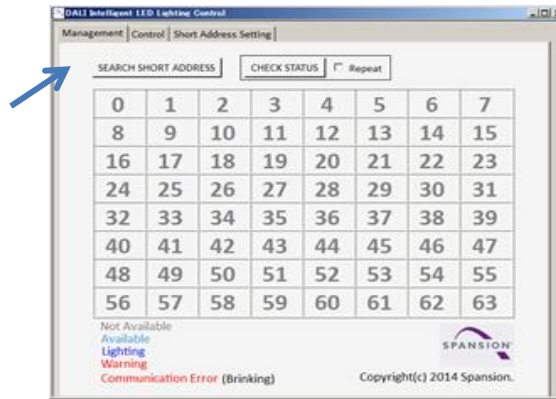 DALI Intelligent LED Lighting Control
Management Control Short Address Setting
SEARCH SHORT ADDRESS CHECK STATUS Repeat
0 1 2 3 4 5 6 7
8 9 10 11 12 13 14 15
16 17 18 19 20 21 22 23
24 25 26 27 28 29 30 31
32 33 34 35 36 37 38 39
40 41 42 43 44 45 46 47
48 49 50 51 52 53 54 55
56 57 58 59 60 61 62 63
Not Available
Available
Lighting
Warning
Communication Error (Brinking)
SPANSION
Copyright(c) 2014 Spansion.